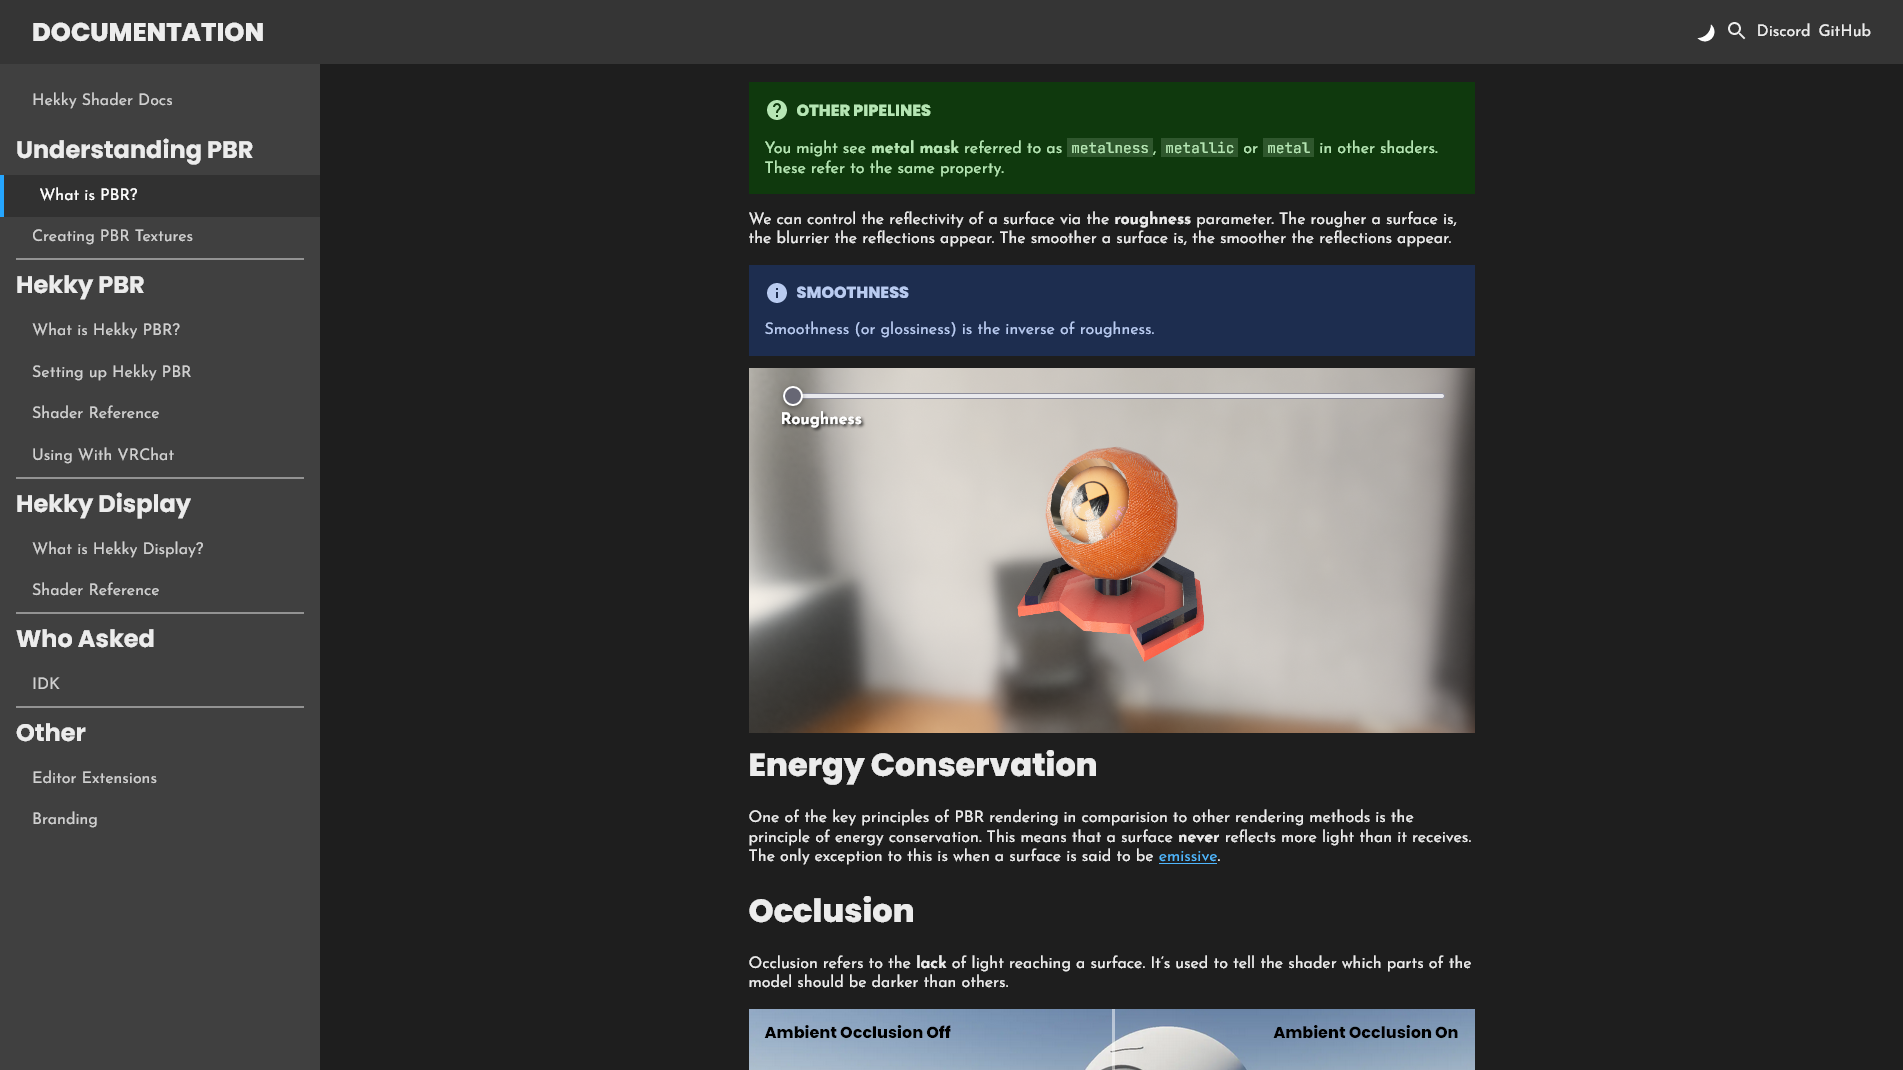 DOCUMENTATION
Discord GitHub
Hekky Shader Docs
Understanding PBR
What is PBR?
Creating PBR Textures
Hekky PBR
What is Hekky PBR?
Setting up Hekky PBR
Shader Reference
Using With VRChat
Hekky Display
What is Hekky Display?
Shader Reference
Who Asked
IDK
Other
Editor Extensions
Branding
OTHER PIPELINES
You might see metal mask referred to as metalness, metallic or metal in other shaders.
These refer to the same property.
We can control the reflectivity of a surface via the roughness parameter. The rougher a surface is,
the blurrier the reflections appear. The smoother a surface is, the smoother the reflections appear.
SMOOTHNESS
Smoothness (or glossiness) is the inverse of roughness.
Roughness
Energy Conservation
One of the key principles of PBR rendering in comparision to other rendering methods is the
principle of energy conservation. This means that a surface never reflects more light than it receives.
The only exception to this is when a surface is said to be emissive.
Occlusion
Occlusion refers to the lack of light reaching a surface. It's used to tell the shader which parts of the
model should be darker than others.
Ambient Occlusion Off
Ambient Occlusion On